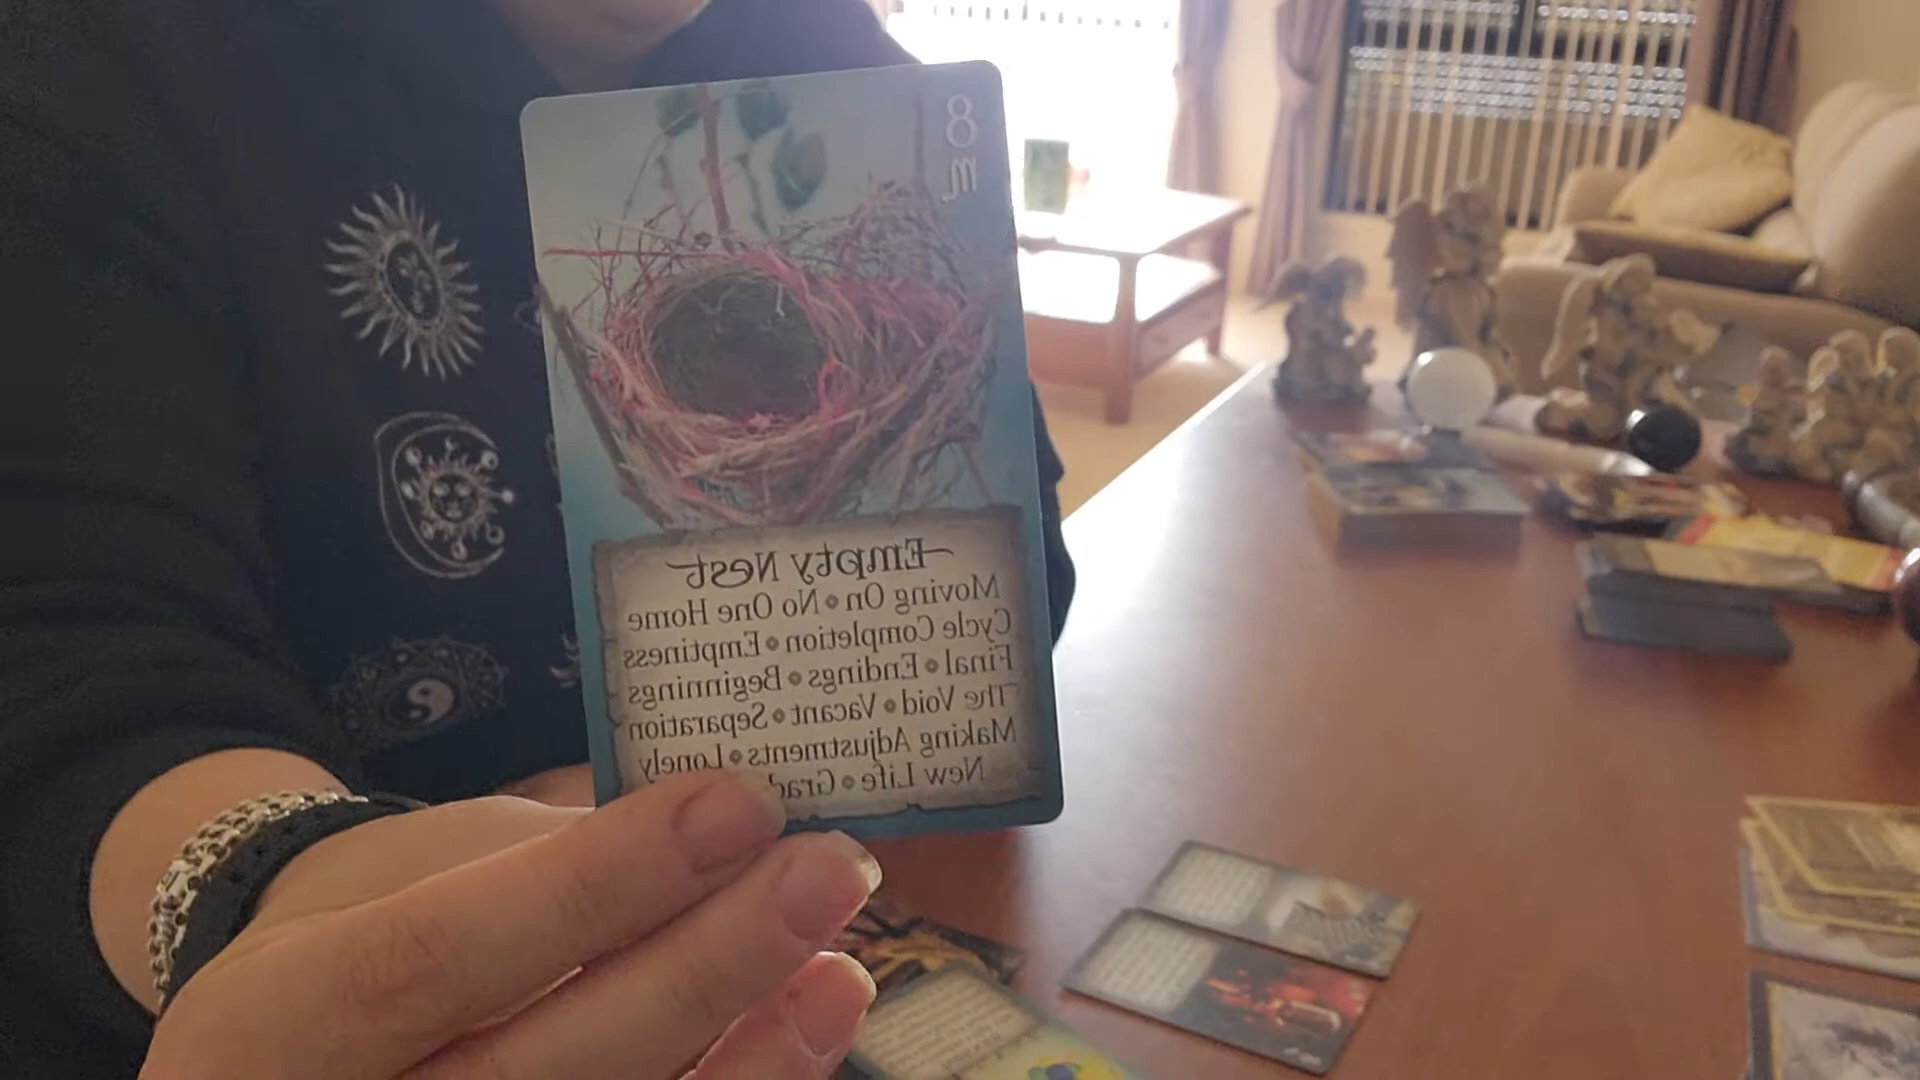 8
♏
Empty Nest
Moving On • No One Home
Cycle Completion • Emptiness
Final • Endings • Beginnings
The Void • Vacant • Separation
Making Adjustments • Lonely
New Life •